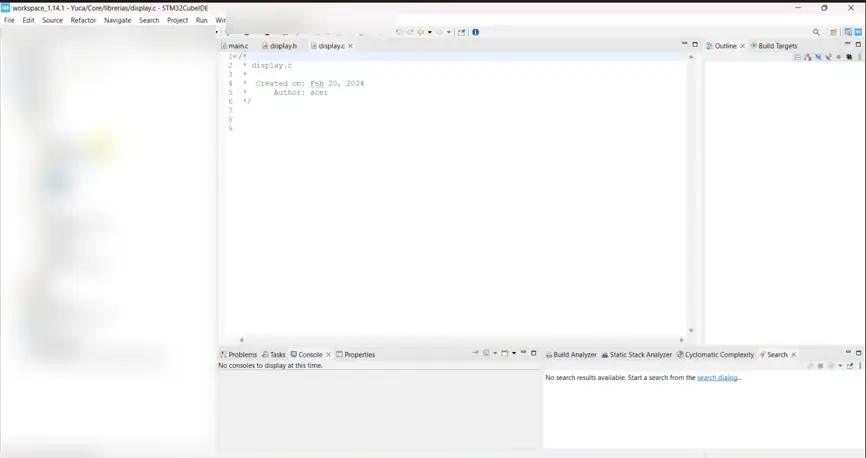 IDE workspace_1.14.1 - Yuca/Core/librerias/display.c - STM32CubeIDE
File Edit Source Refactor Navigate Search Project Run
main.c display.h display.c
Outline Build Targets
1 /*
2 * display.c
3 *
4 * Created on: Feb 20, 2024
5 * Author: acer
6 */
7
8
9
Problems Tasks Console Properties
No consoles to display at this time.
Build Analyzer Static Stack Analyzer Cyclomatic Complexity Search
No search results available. Start a search from the search dialog...